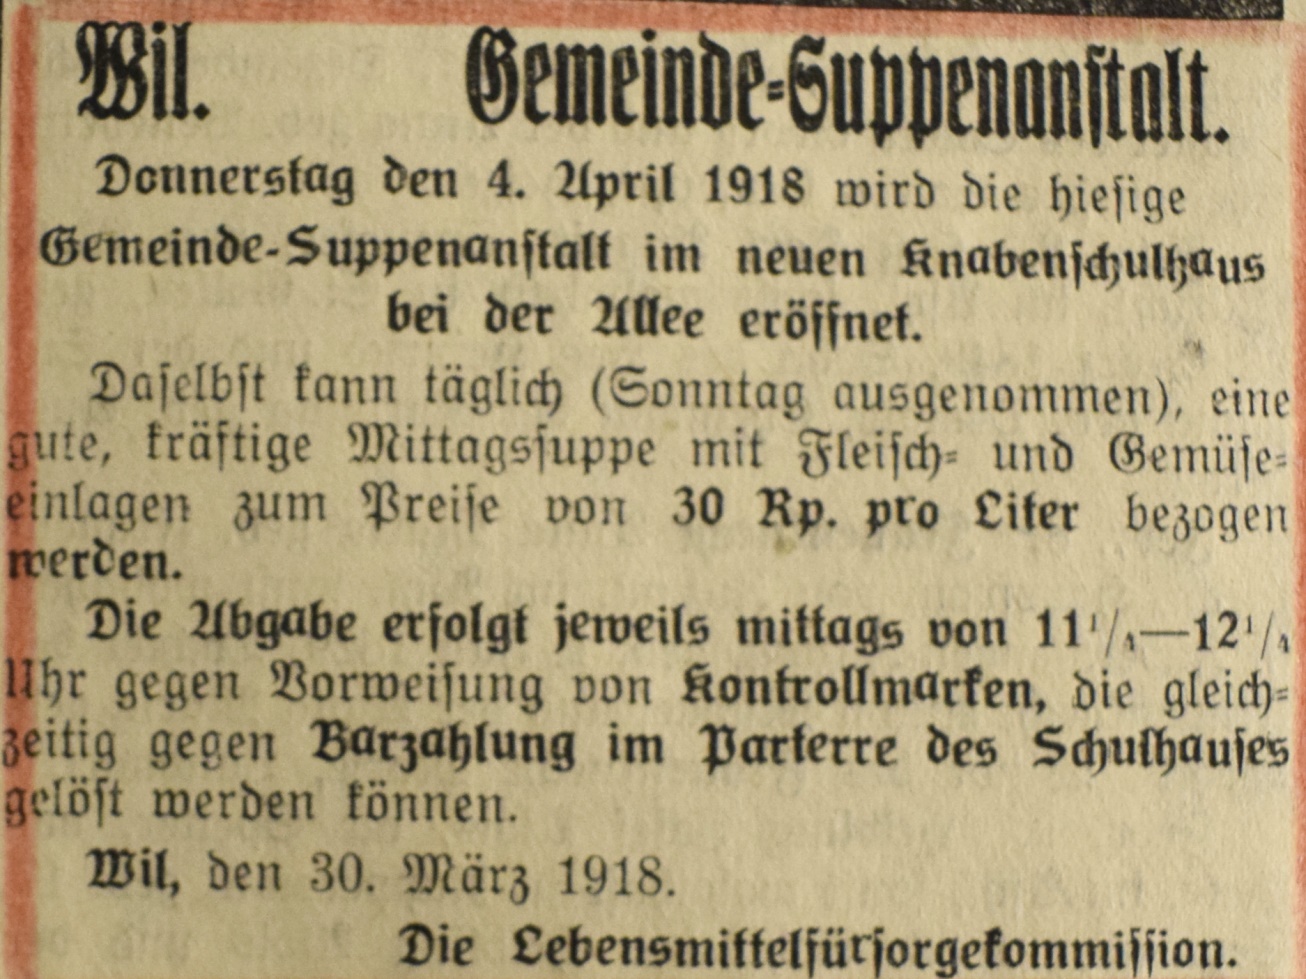 Wil. Gemeinde-Suppenanstalt.
Donnerstag den 4. April 1918 wird die hiesige
Gemeinde-Suppenanstalt im neuen Knabenschulhaus
bei der Allee eröffnet.
Daselbst kann täglich (Sonntag ausgenommen), eine
gute, kräftige Mittagssuppe mit Fleisch- und Gemüse-
einlagen zum Preise von 30 Rp. pro Liter bezogen
werden.
Die Abgabe erfolgt jeweils mittags von 11¹/₄—12¹/₄
Uhr gegen Vorweisung von Kontrollmarken, die gleich-
zeitig gegen Barzahlung im Parterre des Schulhauses
gelöst werden können.
Wil, den 30. März 1918.
Die Lebensmittelfürsorgekommission.